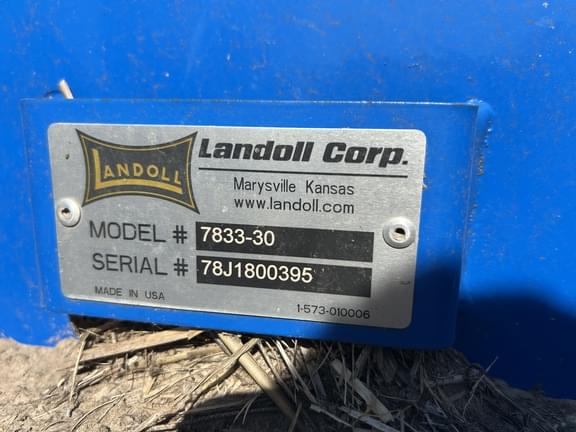 LANDOLL
Landoll Corp.
Marysville Kansas
www.landoll.com
MODEL # 7833-30
SERIAL # 78J1800395
MADE IN USA
1-573-010006